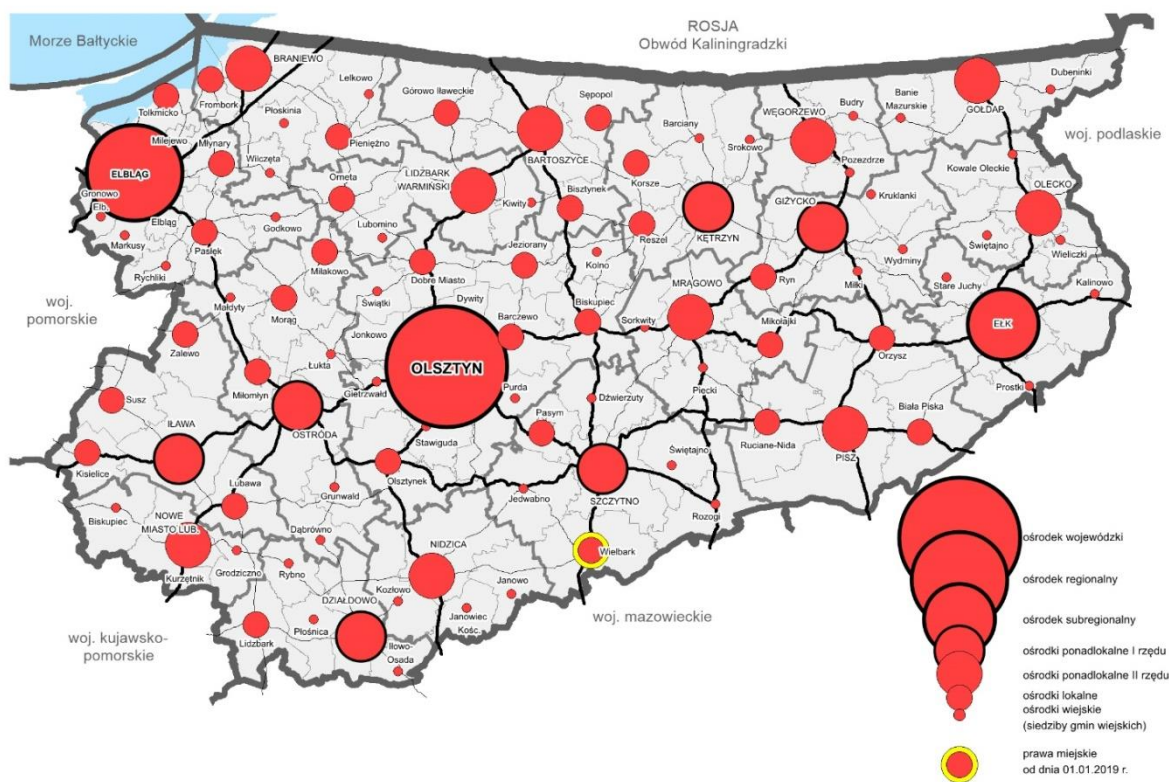 Morze Bałtyckie
ROSJA
Obwód Kaliningradzki
BRANIEWO
Lelkowo
Frombork
Tolkmicko
Płoskinia
Górowo Iławeckie
Sępopol
Dubeninki
GOŁDAP
Budry
Banie
Mazurskie
WĘGORZEWO
Barciany
Srokowo
woj. podlaskie
Milejewo
Młynary
Pieniężno
Wilczęta
BARTOSZYCE
Pozezdrze
Kowale Oleckie
ELBLĄG
Gronowo
Elb.
Orneta
LIDZBARK
WARMIŃSKI
Kiwity
Bisztynek
Korsze
Kruklanki
OLECKO
Elbląg
Godkowo
Lubomino
Reszel
KĘTRZYN
GIŻYCKO
Markusy
Pasłęk
Jeziorany
Wydminy
Świętajno
Wieliczki
Rychliki
Miłakowo
Dobre Miasto
Kolno
Ryn
Miłki
Stare Juchy
Kalinowo
woj.
pomorskie
Małdyty
Morąg
Świątki
Dywity
Biskupiec
MRĄGOWO
Sorkwity
Mikołajki
EŁK
Zalewo
Jonkowo
Barczewo
Orzysz
Łukta
OLSZTYN
Miłomłyn
Gietrzwałd
Purda
Dźwierzuty
Piecki
Prostki
Susz
IŁAWA
OSTRÓDA
Stawiguda
Pasym
Biała Piska
Ruciane-Nida
PISZ
Kisielice
Olsztynek
SZCZYTNO
Świętajno
Lubawa
Grunwald
Jedwabno
Rozogi
Biskupiec
NOWE
MIASTO LUB.
Dąbrówno
NIDZICA
Wielbark
Kurzętnik
Grodziczno
Rybno
Kozłowo
Janowo
DZIAŁDOWO
Janowiec
Kośc.
woj. mazowieckie
woj. kujawsko-
pomorskie
Lidzbark
Płośnica
Iłowo-
Osada
ośrodek wojewódzki
ośrodek regionalny
ośrodek subregionalny
ośrodki ponadlokalne I rzędu
ośrodki ponadlokalne II rzędu
ośrodki lokalne
ośrodki wiejskie
(siedziby gmin wiejskich)
prawa miejskie
od dnia 01.01.2019 r.